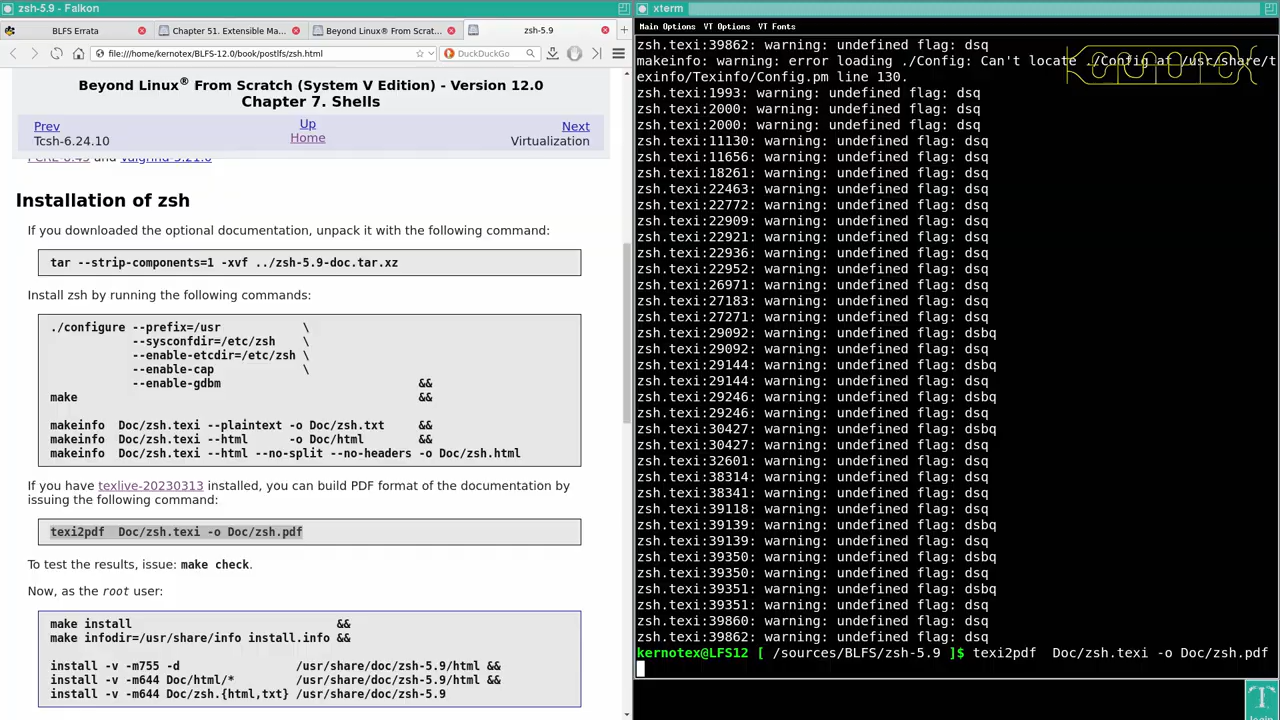 zsh-5.9 - Falkon
BLFS Errata
Chapter 51. Extensible Ma...
Beyond Linux® From Scrat...
zsh-5.9
file:///home/kernotex/BLFS-12.0/book/postlfs/zsh.html
DuckDuckGo
Beyond Linux® From Scratch (System V Edition) - Version 12.0
Chapter 7. Shells
Prev
Up
Next
Tcsh-6.24.10
Home
Virtualization
and
Installation of zsh
If you downloaded the optional documentation, unpack it with the following command:
tar --strip-components=1 -xvf ../zsh-5.9-doc.tar.xz
Install zsh by running the following commands:
./configure --prefix=/usr \
--sysconfdir=/etc/zsh \
--enable-etcdir=/etc/zsh \
--enable-cap \
--enable-gdbm &&
make &&
makeinfo Doc/zsh.texi --plaintext -o Doc/zsh.txt &&
makeinfo Doc/zsh.texi --html -o Doc/html &&
makeinfo Doc/zsh.texi --html --no-split --no-headers -o Doc/zsh.html
If you have texlive-20230313 installed, you can build PDF format of the documentation by
issuing the following command:
texi2pdf Doc/zsh.texi -o Doc/zsh.pdf
To test the results, issue: make check.
Now, as the root user:
make install &&
make infodir=/usr/share/info install.info &&
install -v -m755 -d /usr/share/doc/zsh-5.9/html &&
install -v -m644 Doc/html/* /usr/share/doc/zsh-5.9/html &&
install -v -m644 Doc/zsh.{html,txt} /usr/share/doc/zsh-5.9
xterm
Main Options VT Options VT Fonts
zsh.texi:39862: warning: undefined flag: dsq
makeinfo: warning: error loading ./Config: Can't locate ./Config at /usr/share/t
exinfo/Texinfo/Config.pm line 130.
zsh.texi:1993: warning: undefined flag: dsq
zsh.texi:2000: warning: undefined flag: dsq
zsh.texi:2000: warning: undefined flag: dsq
zsh.texi:11130: warning: undefined flag: dsq
zsh.texi:11656: warning: undefined flag: dsq
zsh.texi:18261: warning: undefined flag: dsq
zsh.texi:22463: warning: undefined flag: dsq
zsh.texi:22772: warning: undefined flag: dsq
zsh.texi:22909: warning: undefined flag: dsq
zsh.texi:22921: warning: undefined flag: dsq
zsh.texi:22936: warning: undefined flag: dsq
zsh.texi:22952: warning: undefined flag: dsq
zsh.texi:26971: warning: undefined flag: dsq
zsh.texi:27183: warning: undefined flag: dsq
zsh.texi:27271: warning: undefined flag: dsq
zsh.texi:29092: warning: undefined flag: dsbq
zsh.texi:29092: warning: undefined flag: dsq
zsh.texi:29144: warning: undefined flag: dsbq
zsh.texi:29144: warning: undefined flag: dsq
zsh.texi:29246: warning: undefined flag: dsbq
zsh.texi:29246: warning: undefined flag: dsq
zsh.texi:30427: warning: undefined flag: dsbq
zsh.texi:30427: warning: undefined flag: dsq
zsh.texi:32601: warning: undefined flag: dsq
zsh.texi:38314: warning: undefined flag: dsq
zsh.texi:38341: warning: undefined flag: dsq
zsh.texi:39118: warning: undefined flag: dsq
zsh.texi:39139: warning: undefined flag: dsbq
zsh.texi:39139: warning: undefined flag: dsq
zsh.texi:39350: warning: undefined flag: dsbq
zsh.texi:39350: warning: undefined flag: dsq
zsh.texi:39351: warning: undefined flag: dsbq
zsh.texi:39351: warning: undefined flag: dsq
zsh.texi:39860: warning: undefined flag: dsq
zsh.texi:39862: warning: undefined flag: dsq
kernotex@LFS12 [ /sources/BLFS/zsh-5.9 ]$ texi2pdf Doc/zsh.texi -o Doc/zsh.pdf